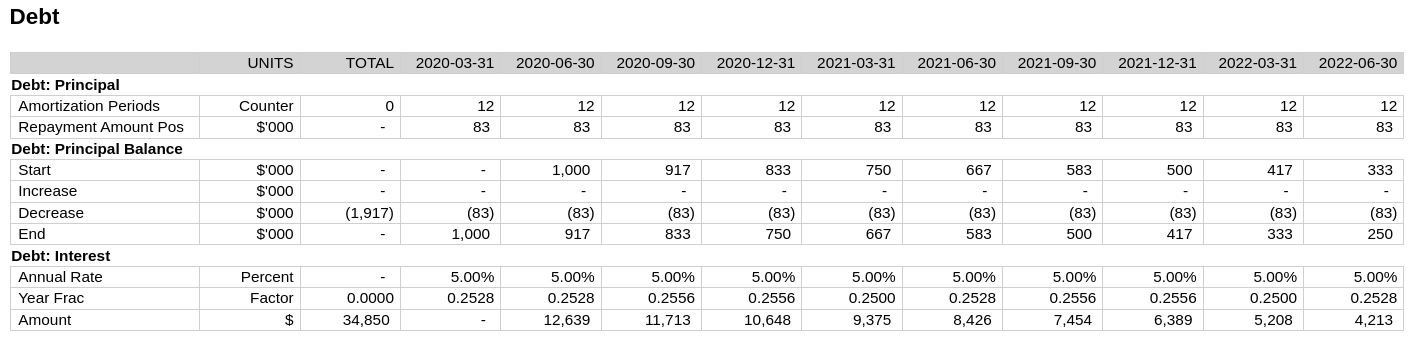 Debt
UNITS TOTAL 2020-03-31 2020-06-30 2020-09-30 2020-12-31 2021-03-31 2021-06-30 2021-09-30 2021-12-31 2022-03-31 2022-06-30
Debt: Principal
Amortization Periods Counter 0 12 12 12 12 12 12 12 12 12 12
Repayment Amount Pos $'000 - 83 83 83 83 83 83 83 83 83 83
Debt: Principal Balance
Start $'000 - - 1,000 917 833 750 667 583 500 417 333
Increase $'000 - - - - - - - - - - -
Decrease $'000 (1,917) (83) (83) (83) (83) (83) (83) (83) (83) (83) (83)
End $'000 - 1,000 917 833 750 667 583 500 417 333 250
Debt: Interest
Annual Rate Percent - 5.00% 5.00% 5.00% 5.00% 5.00% 5.00% 5.00% 5.00% 5.00% 5.00%
Year Frac Factor 0.0000 0.2528 0.2528 0.2556 0.2556 0.2500 0.2528 0.2556 0.2556 0.2500 0.2528
Amount $ 34,850 - 12,639 11,713 10,648 9,375 8,426 7,454 6,389 5,208 4,213